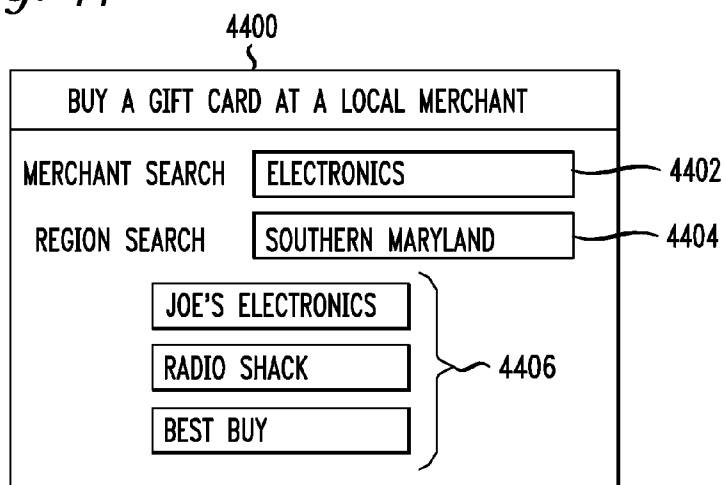 4400
BUY A GIFT CARD AT A LOCAL MERCHANT
MERCHANT SEARCH ELECTRONICS 4402
REGION SEARCH SOUTHERN MARYLAND 4404
JOE'S ELECTRONICS
RADIO SHACK 4406
BEST BUY